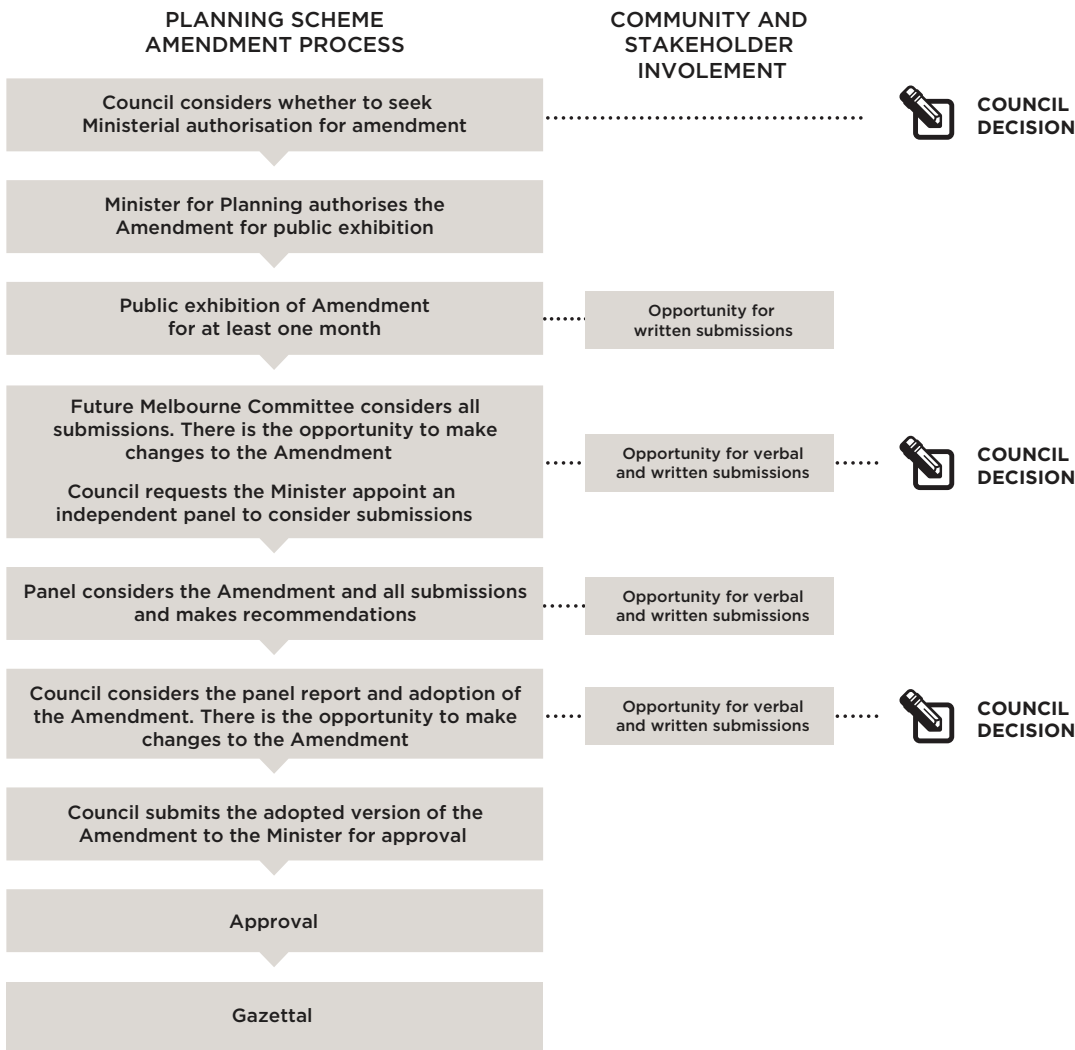 PLANNING SCHEME
AMENDMENT PROCESS
COMMUNITY AND
STAKEHOLDER
INVOLEMENT
Council considers whether to seek
Ministerial authorisation for amendment
COUNCIL
DECISION
Minister for Planning authorises the
Amendment for public exhibition
Public exhibition of Amendment
for at least one month
Opportunity for
written submissions
Future Melbourne Committee considers all
submissions. There is the opportunity to make
changes to the Amendment
Council requests the Minister appoint an
independent panel to consider submissions
Opportunity for verbal
and written submissions
COUNCIL
DECISION
Panel considers the Amendment and all submissions
and makes recommendations
Opportunity for verbal
and written submissions
Council considers the panel report and adoption of
the Amendment. There is the opportunity to make
changes to the Amendment
Opportunity for verbal
and written submissions
COUNCIL
DECISION
Council submits the adopted version of the
Amendment to the Minister for approval
Approval
Gazettal